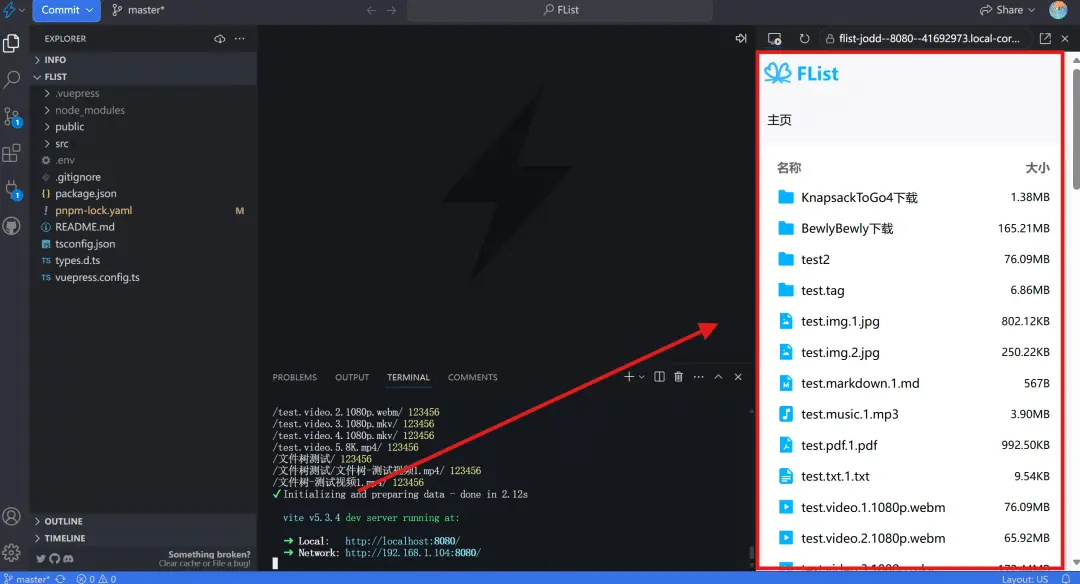 Commit
master*
FList
Share
EXPLORER
INFO
FLIST
.vuepress
node_modules
public
src
.env
.gitignore
package.json
pnpm-lock.yaml M
README.md
tsconfig.json
TS types.d.ts
TS vuepress.config.ts
OUTLINE
TIMELINE
Something broken?
Clear cache or File a bug!
1
1
PROBLEMS OUTPUT TERMINAL COMMENTS
/test.video.2.1080p.webm/ 123456
/test.video.3.1080p.mkv/ 123456
/test.video.4.1080p.mkv/ 123456
/test.video.5.8K.mp4/ 123456
/文件树测试/ 123456
/文件树测试/文件树-测试视频1.mp4/ 123456
/文件树-测试视频1.mp4/ 123456
✓Initializing and preparing data - done in 2.12s
vite v5.3.4 dev server running at:
➜ Local: http://localhost:8080/
➜ Network: http://192.168.1.104:8080/
flist-jodd--8080--41692973.local-cor...
FList
主页
名称 大小
KnapsackToGo4下载 1.38MB
BewlyBewly下载 165.21MB
test2 76.09MB
test.tag 6.86MB
test.img.1.jpg 802.12KB
test.img.2.jpg 250.22KB
test.markdown.1.md 567B
test.music.1.mp3 3.90MB
test.pdf.1.pdf 992.50KB
test.txt.1.txt 9.54KB
test.video.1.1080p.webm 76.09MB
test.video.2.1080p.webm 65.92MB
master* 0 0
Layout: US